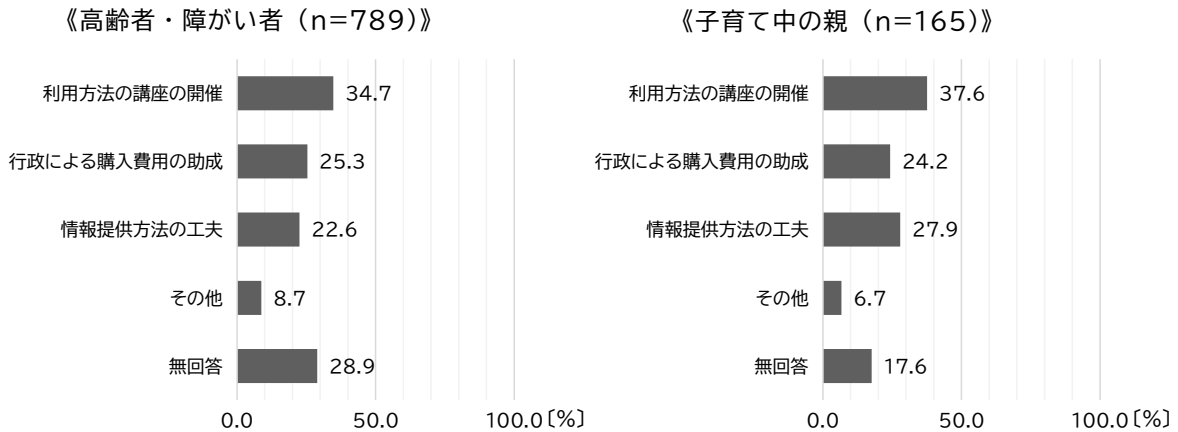 《高齢者・障がい者（n=789）》
利用方法の講座の開催 34.7
行政による購入費用の助成 25.3
情報提供方法の工夫 22.6
その他 8.7
無回答 28.9
0.0 50.0 100.0〔%〕
《子育て中の親（n=165）》
利用方法の講座の開催 37.6
行政による購入費用の助成 24.2
情報提供方法の工夫 27.9
その他 6.7
無回答 17.6
0.0 50.0 100.0〔%〕